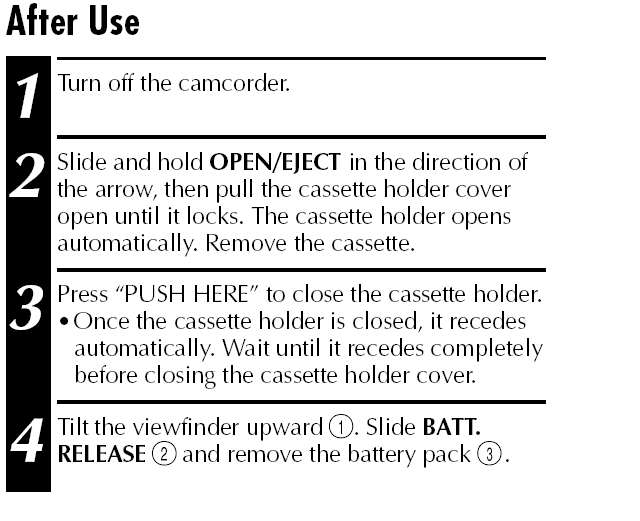 After Use
1 Turn off the camcorder.
2 Slide and hold OPEN/EJECT in the direction of
the arrow, then pull the cassette holder cover
open until it locks. The cassette holder opens
automatically. Remove the cassette.
3 Press “PUSH HERE” to close the cassette holder.
• Once the cassette holder is closed, it recedes
automatically. Wait until it recedes completely
before closing the cassette holder cover.
4 Tilt the viewfinder upward ①. Slide BATT.
RELEASE ② and remove the battery pack ③.